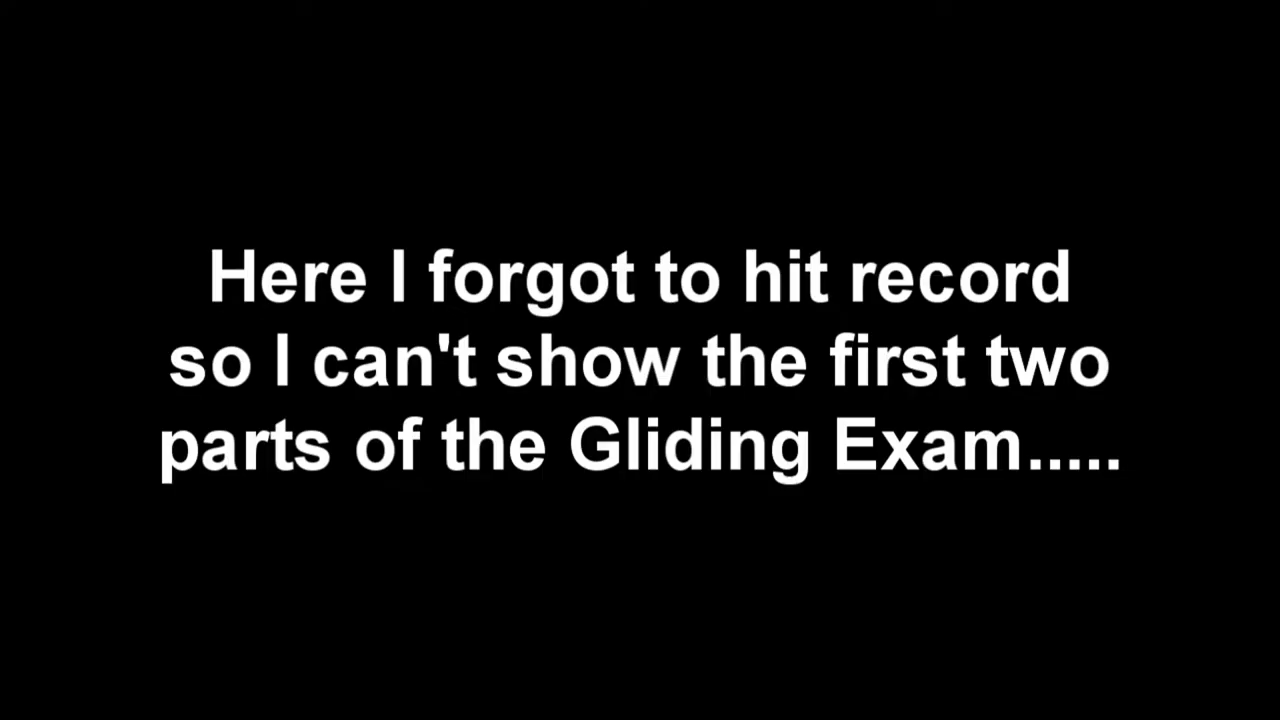 Here I forgot to hit record
so I can't show the first two
parts of the Gliding Exam.....